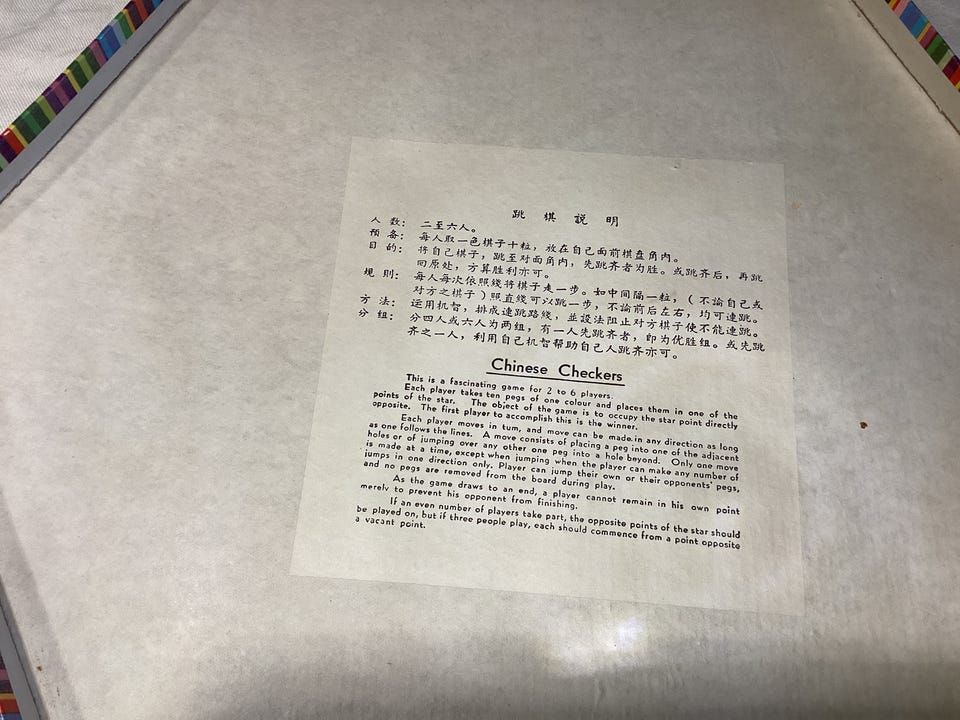 跳棋説明
人数：二至六人。
预备：每人取一色棋子十粒，放在自己面前棋盘角内。
目的：将自己棋子，跳至对面角内，先跳齐者为胜。或跳齐后，再跳
回原处，方算胜利亦可。
规则：每人每次依照綫将棋子走一步。如中间隔一粒，（不論自己或
对方之棋子）照直綫可以跳一步，不論前后左右，均可連跳。
方法：运用机智，排成連跳路綫，並設法阻止对方棋子使不能連跳。
分组：分四人或六人为两组，有一人先跳齐者，即为优胜组。或先跳
齐之一人，利用自己机智帮助自己人跳齐亦可。
Chinese Checkers
This is a fascinating game for 2 to 6 players.
Each player takes ten pegs of one colour and places them in one of the
points of the star. The object of the game is to occupy the star point directly
opposite. The first player to accomplish this is the winner.
Each player moves in tum, and move can be made in any direction as long
as one follows the lines. A move consists of placing a peg into one of the adjacent
holes or of jumping over any other one peg into a hole bnyond. Only one move
is made at a time, except when jumping when the player can make any number of
jumps in one direction only. Player can jump their own or their opponents' pegs,
and no pegs are removed from the board during play.
As the game draws to an end, a player cannot remain in his own point
merely to prevent his opponent from finishing.
If an even number of players take part, the opposite points of the star should
be played on, but if three people play, each should commence from a point opposite
a vacant point.